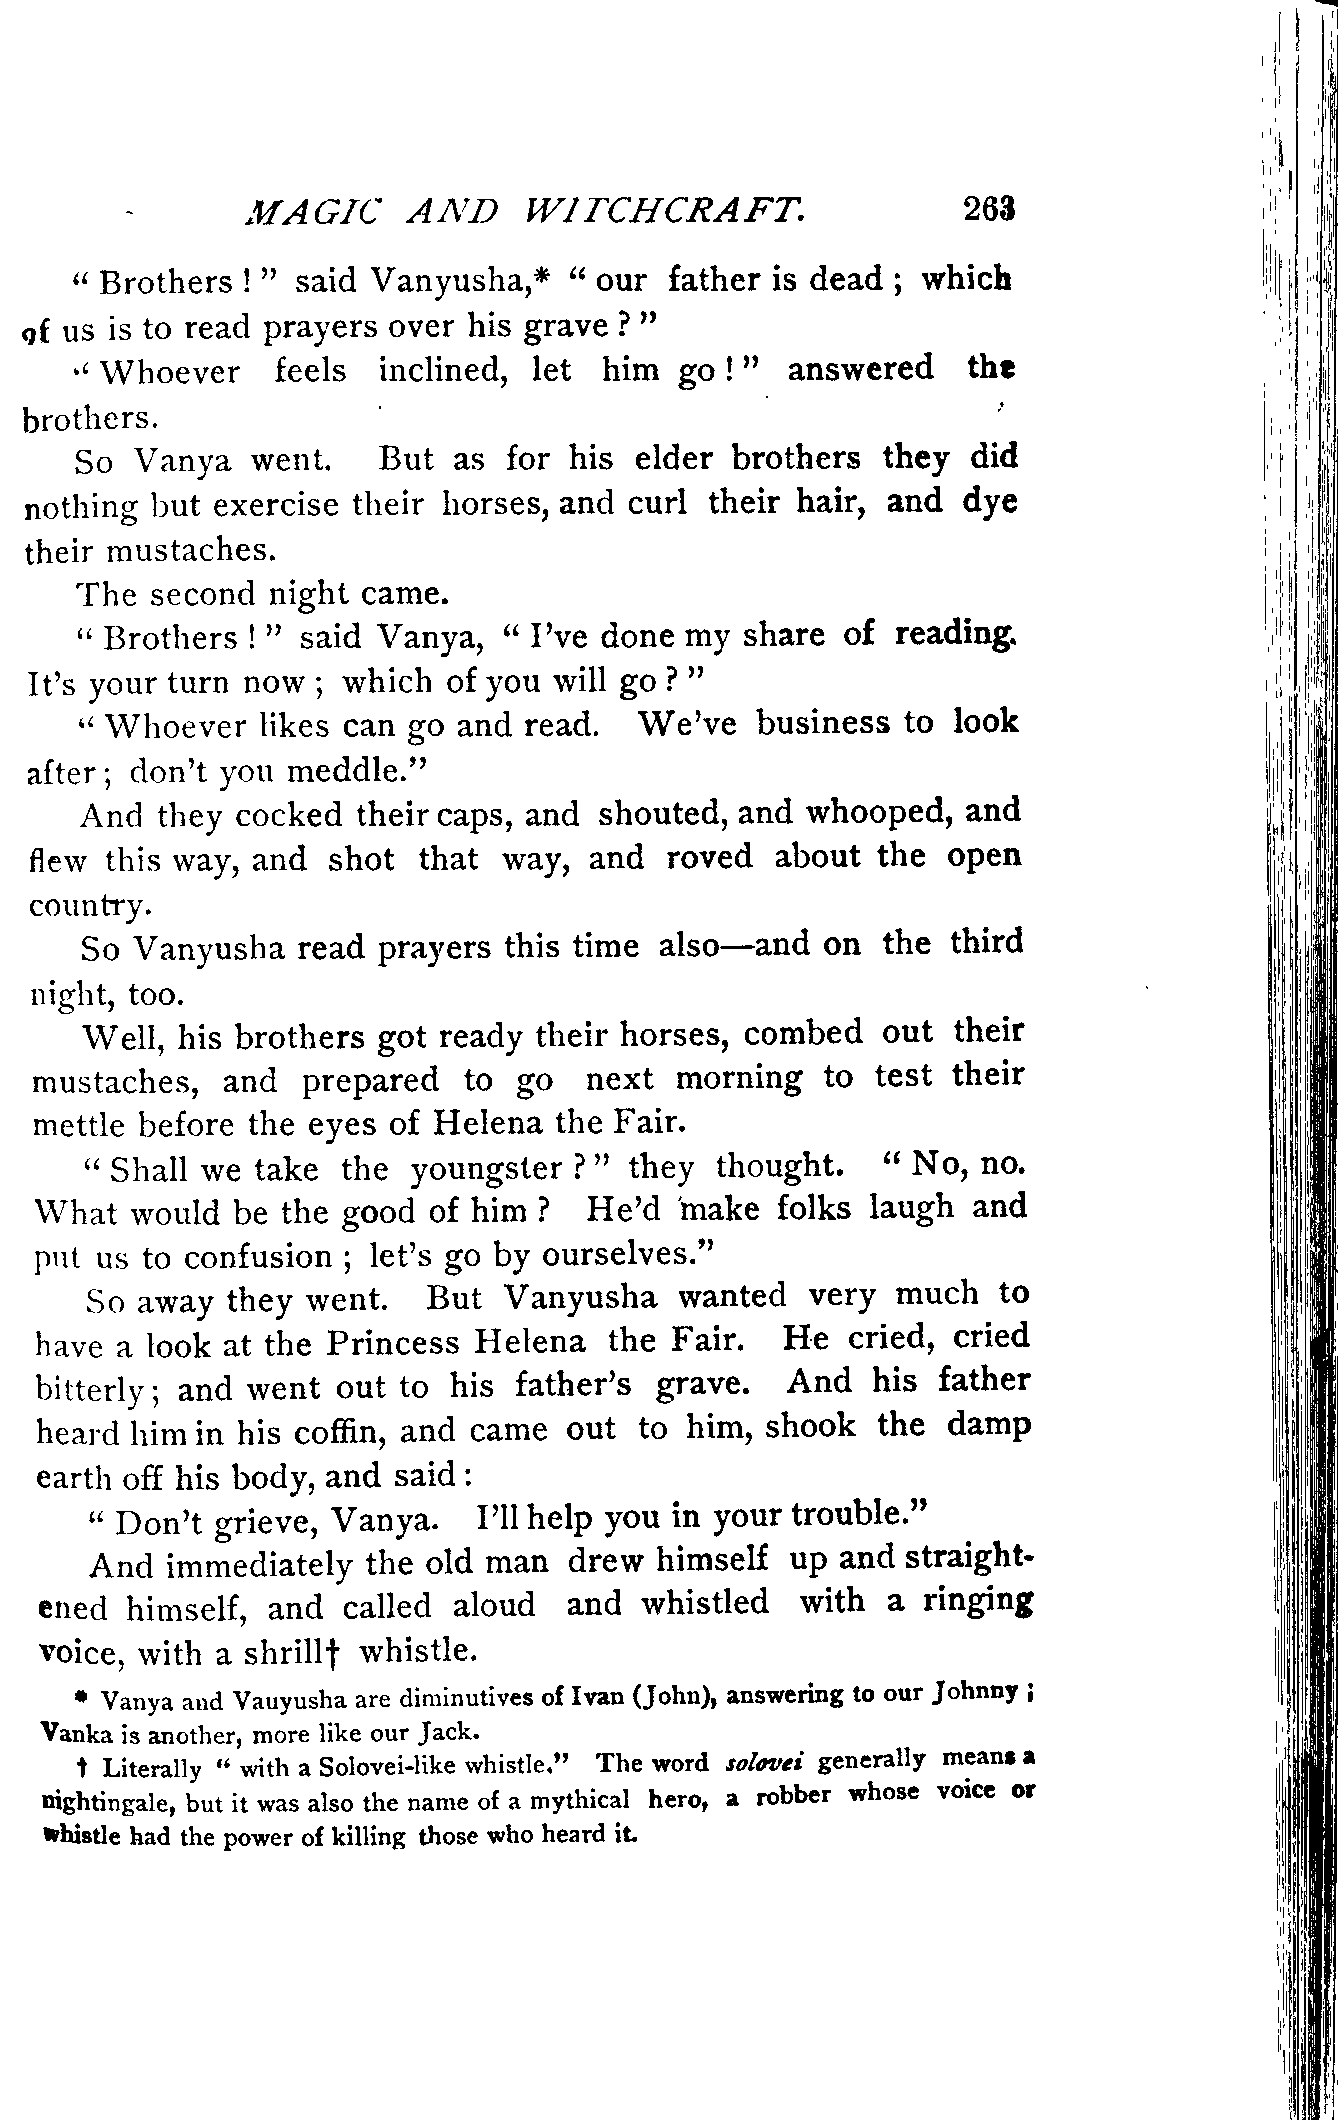 MAGIC AND WITCHCRAFT. 263
" Brothers ! " said Vanyusha,* " our father is dead ; which
of us is to read prayers over his grave ? "
" Whoever feels inclined, let him go ! " answered the
brothers.
So Vanya went. But as for his elder brothers they did
nothing but exercise their horses, and curl their hair, and dye
their mustaches.
The second night came.
" Brothers ! " said Vanya, " I've done my share of reading.
It's your turn now ; which of you will go ? "
" Whoever likes can go and read. We've business to look
after ; don't you meddle."
And they cocked their caps, and shouted, and whooped, and
flew this way, and shot that way, and roved about the open
country.
So Vanyusha read prayers this time also—and on the third
night, too.
Well, his brothers got ready their horses, combed out their
mustaches, and prepared to go next morning to test their
mettle before the eyes of Helena the Fair.
" Shall we take the youngster ? " they thought. " No, no.
What would be the good of him ? He'd make folks laugh and
put us to confusion ; let's go by ourselves."
So away they went. But Vanyusha wanted very much to
have a look at the Princess Helena the Fair. He cried, cried
bitterly ; and went out to his father's grave. And his father
heard him in his coffin, and came out to him, shook the damp
earth off his body, and said :
" Don't grieve, Vanya. I'll help you in your trouble."
And immediately the old man drew himself up and straight-
ened himself, and called aloud and whistled with a ringing
voice, with a shrill† whistle.
* Vanya and Vauyusha are diminutives of Ivan (John), answering to our Johnny ;
Vanka is another, more like our Jack.
† Literally " with a Solovei-like whistle." The word solovei generally means a
nightingale, but it was also the name of a mythical hero, a robber whose voice or
whistle had the power of killing those who heard it.